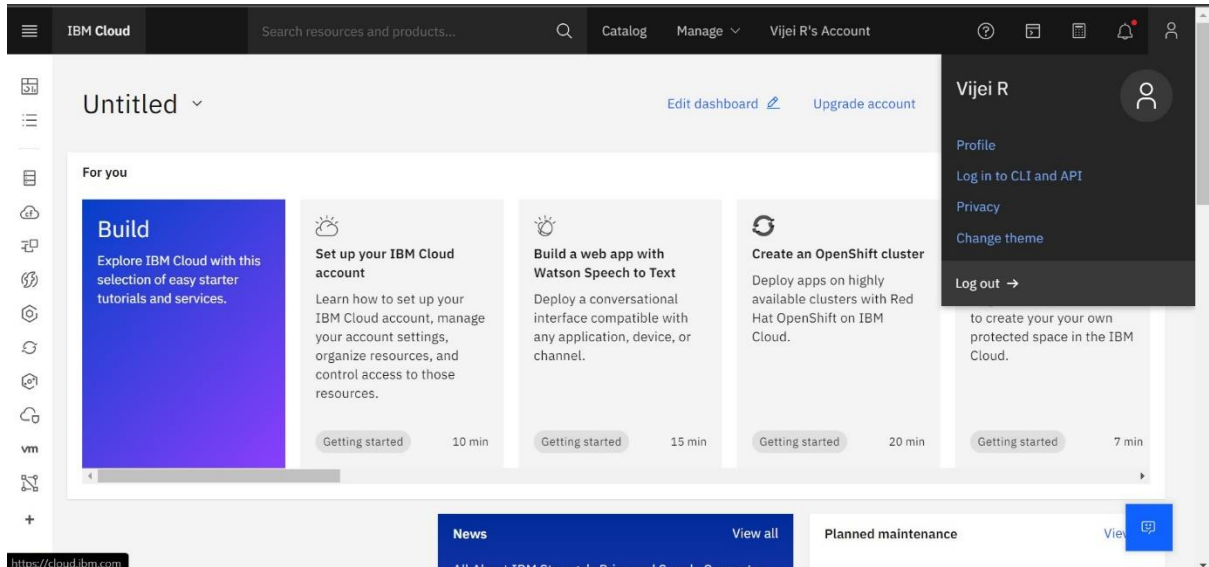 IBM Cloud
Search resources and products...
Catalog
Manage
Vijei R's Account
Untitled
Edit dashboard
Upgrade account
Vijei R
Profile
Log in to CLI and API
Privacy
Change theme
Log out →
For you
Build
Explore IBM Cloud with this
selection of easy starter
tutorials and services.
Set up your IBM Cloud
account
Learn how to set up your
IBM Cloud account, manage
your account settings,
organize resources, and
control access to those
resources.
Getting started
10 min
Build a web app with
Watson Speech to Text
Deploy a conversational
interface compatible with
any application, device, or
channel.
Getting started
15 min
Create an OpenShift cluster
Deploy apps on highly
available clusters with Red
Hat OpenShift on IBM
Cloud.
Getting started
20 min
to create your your own
protected space in the IBM
Cloud.
Getting started
7 min
vm
News
View all
Planned maintenance
https://cloud.ibm.com